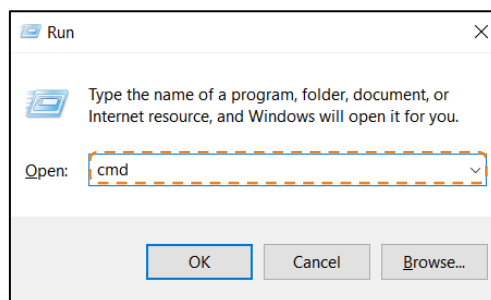 Run
Type the name of a program, folder, document, or
Internet resource, and Windows will open it for you.
Open: cmd
OK Cancel Browse...